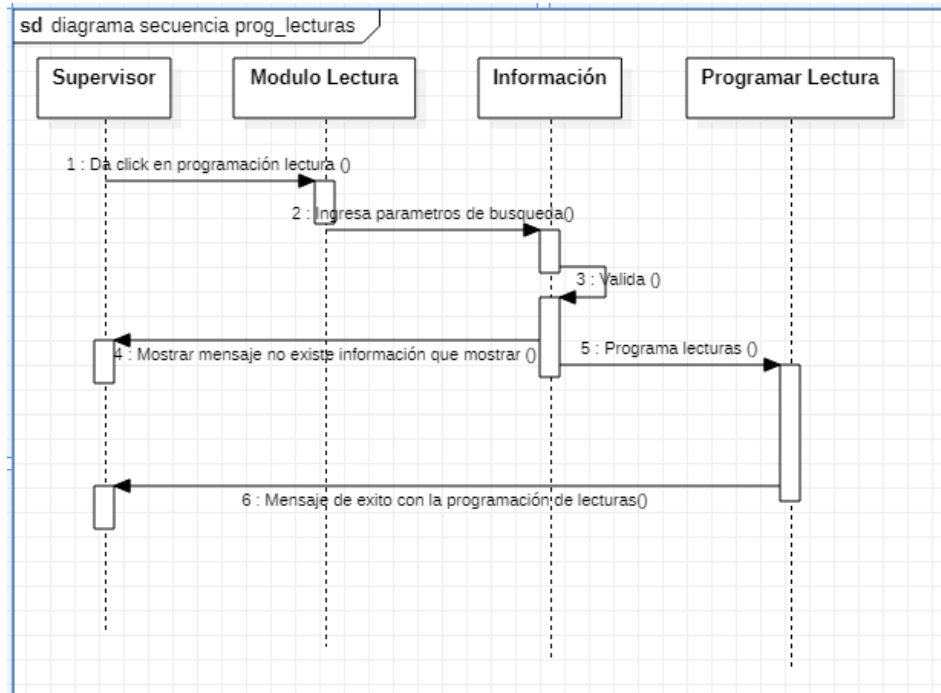 sd diagrama secuencia prog_lecturas
Supervisor
Modulo Lectura
Información
Programar Lectura
1 : Da click en programación lectura ()
2 : Ingresa parametros de busqueda()
3 : Valida ()
4 : Mostrar mensaje no existe información que mostrar ()
5 : Programa lecturas ()
6 : Mensaje de exito con la programación de lecturas()